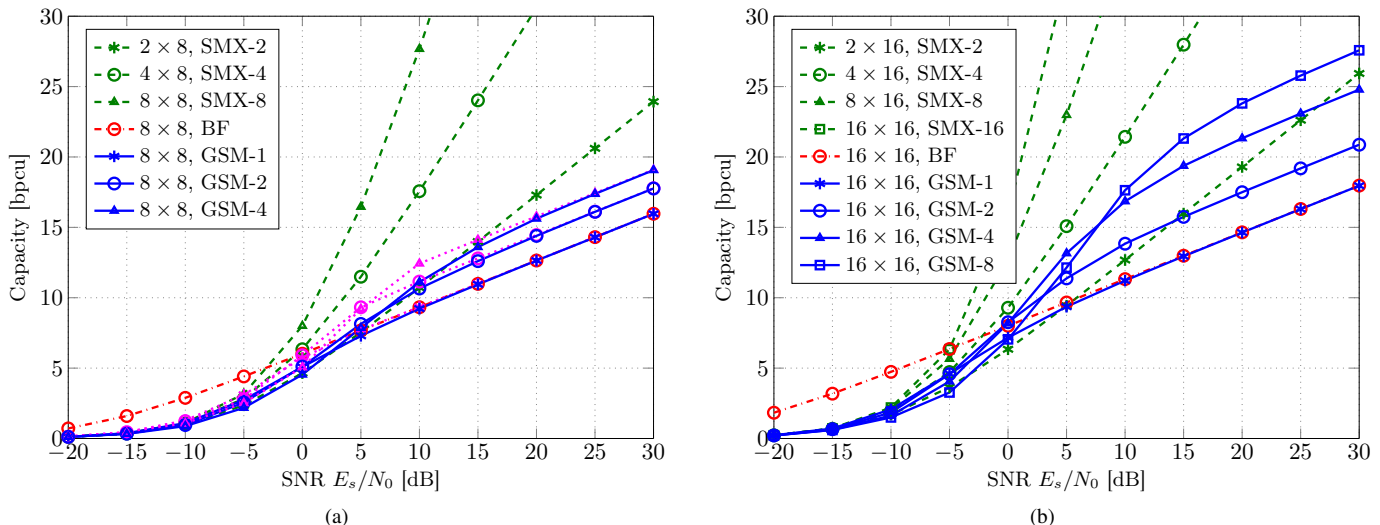 30
25
20
15
10
5
0
Capacity [bpcu]
2 × 8, SMX-2
4 × 8, SMX-4
8 × 8, SMX-8
8 × 8, BF
8 × 8, GSM-1
8 × 8, GSM-2
8 × 8, GSM-4
−20 −15 −10 −5 0 5 10 15 20 25 30
SNR E_s/N_0 [dB]
(a)
30
25
20
15
10
5
0
Capacity [bpcu]
2 × 16, SMX-2
4 × 16, SMX-4
8 × 16, SMX-8
16 × 16, SMX-16
16 × 16, BF
16 × 16, GSM-1
16 × 16, GSM-2
16 × 16, GSM-4
16 × 16, GSM-8
−20 −15 −10 −5 0 5 10 15 20 25 30
SNR E_s/N_0 [dB]
(b)